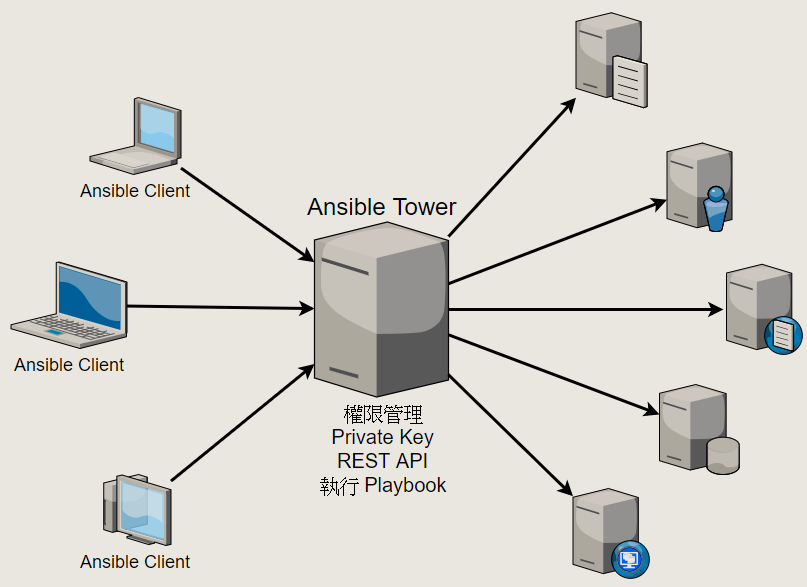 Ansible Client
Ansible Tower
Ansible Client
權限管理
Private Key
REST API
執行 Playbook
Ansible Client